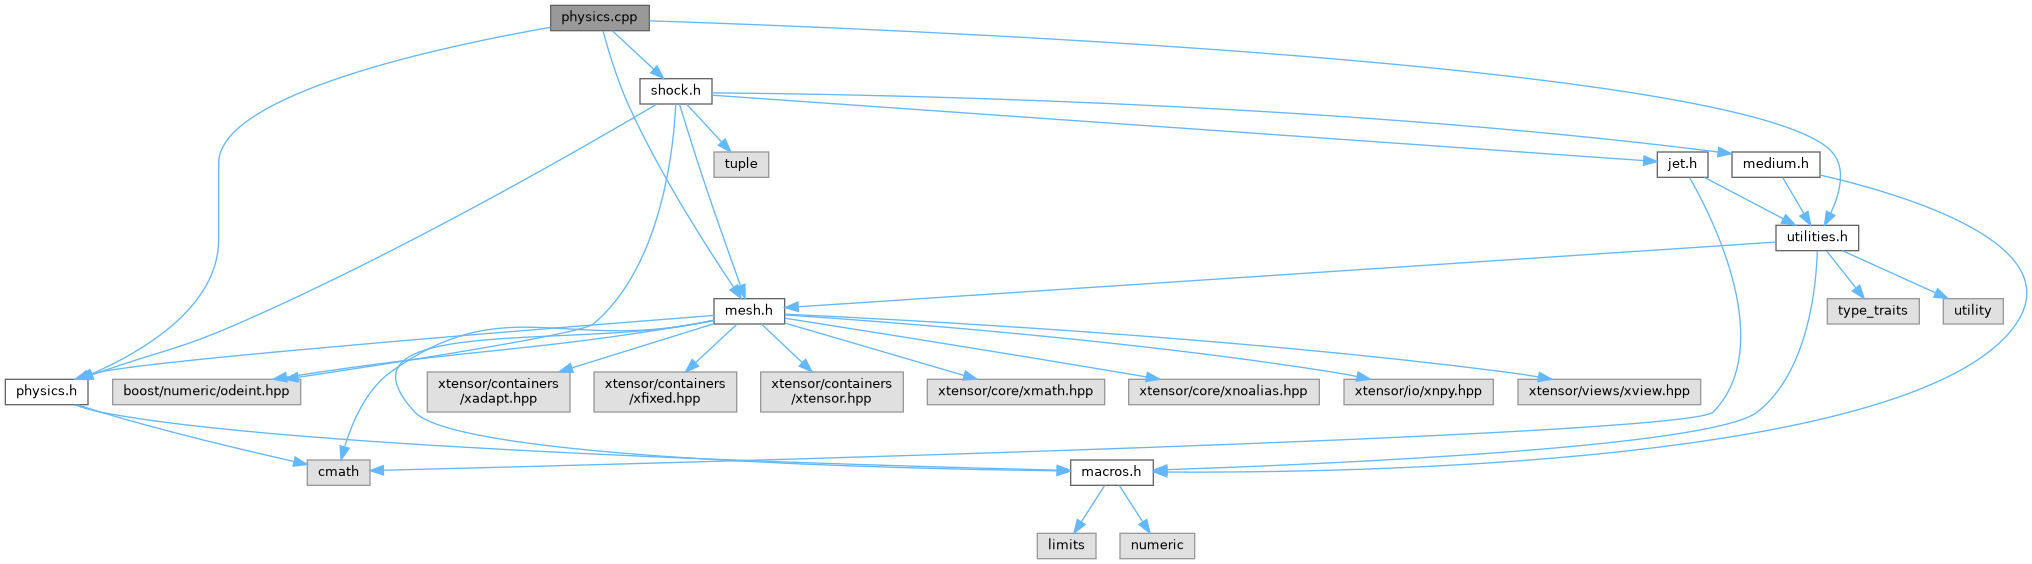 physics.cpp
shock.h
tuple
jet.h
medium.h
utilities.h
mesh.h
type_traits
utility
physics.h
boost/numeric/odeint.hpp
xtensor/containers
/xadapt.hpp
xtensor/containers
/xfixed.hpp
xtensor/containers
/xtensor.hpp
xtensor/core/xmath.hpp
xtensor/core/xnoalias.hpp
xtensor/io/xnpy.hpp
xtensor/views/xview.hpp
cmath
macros.h
limits
numeric